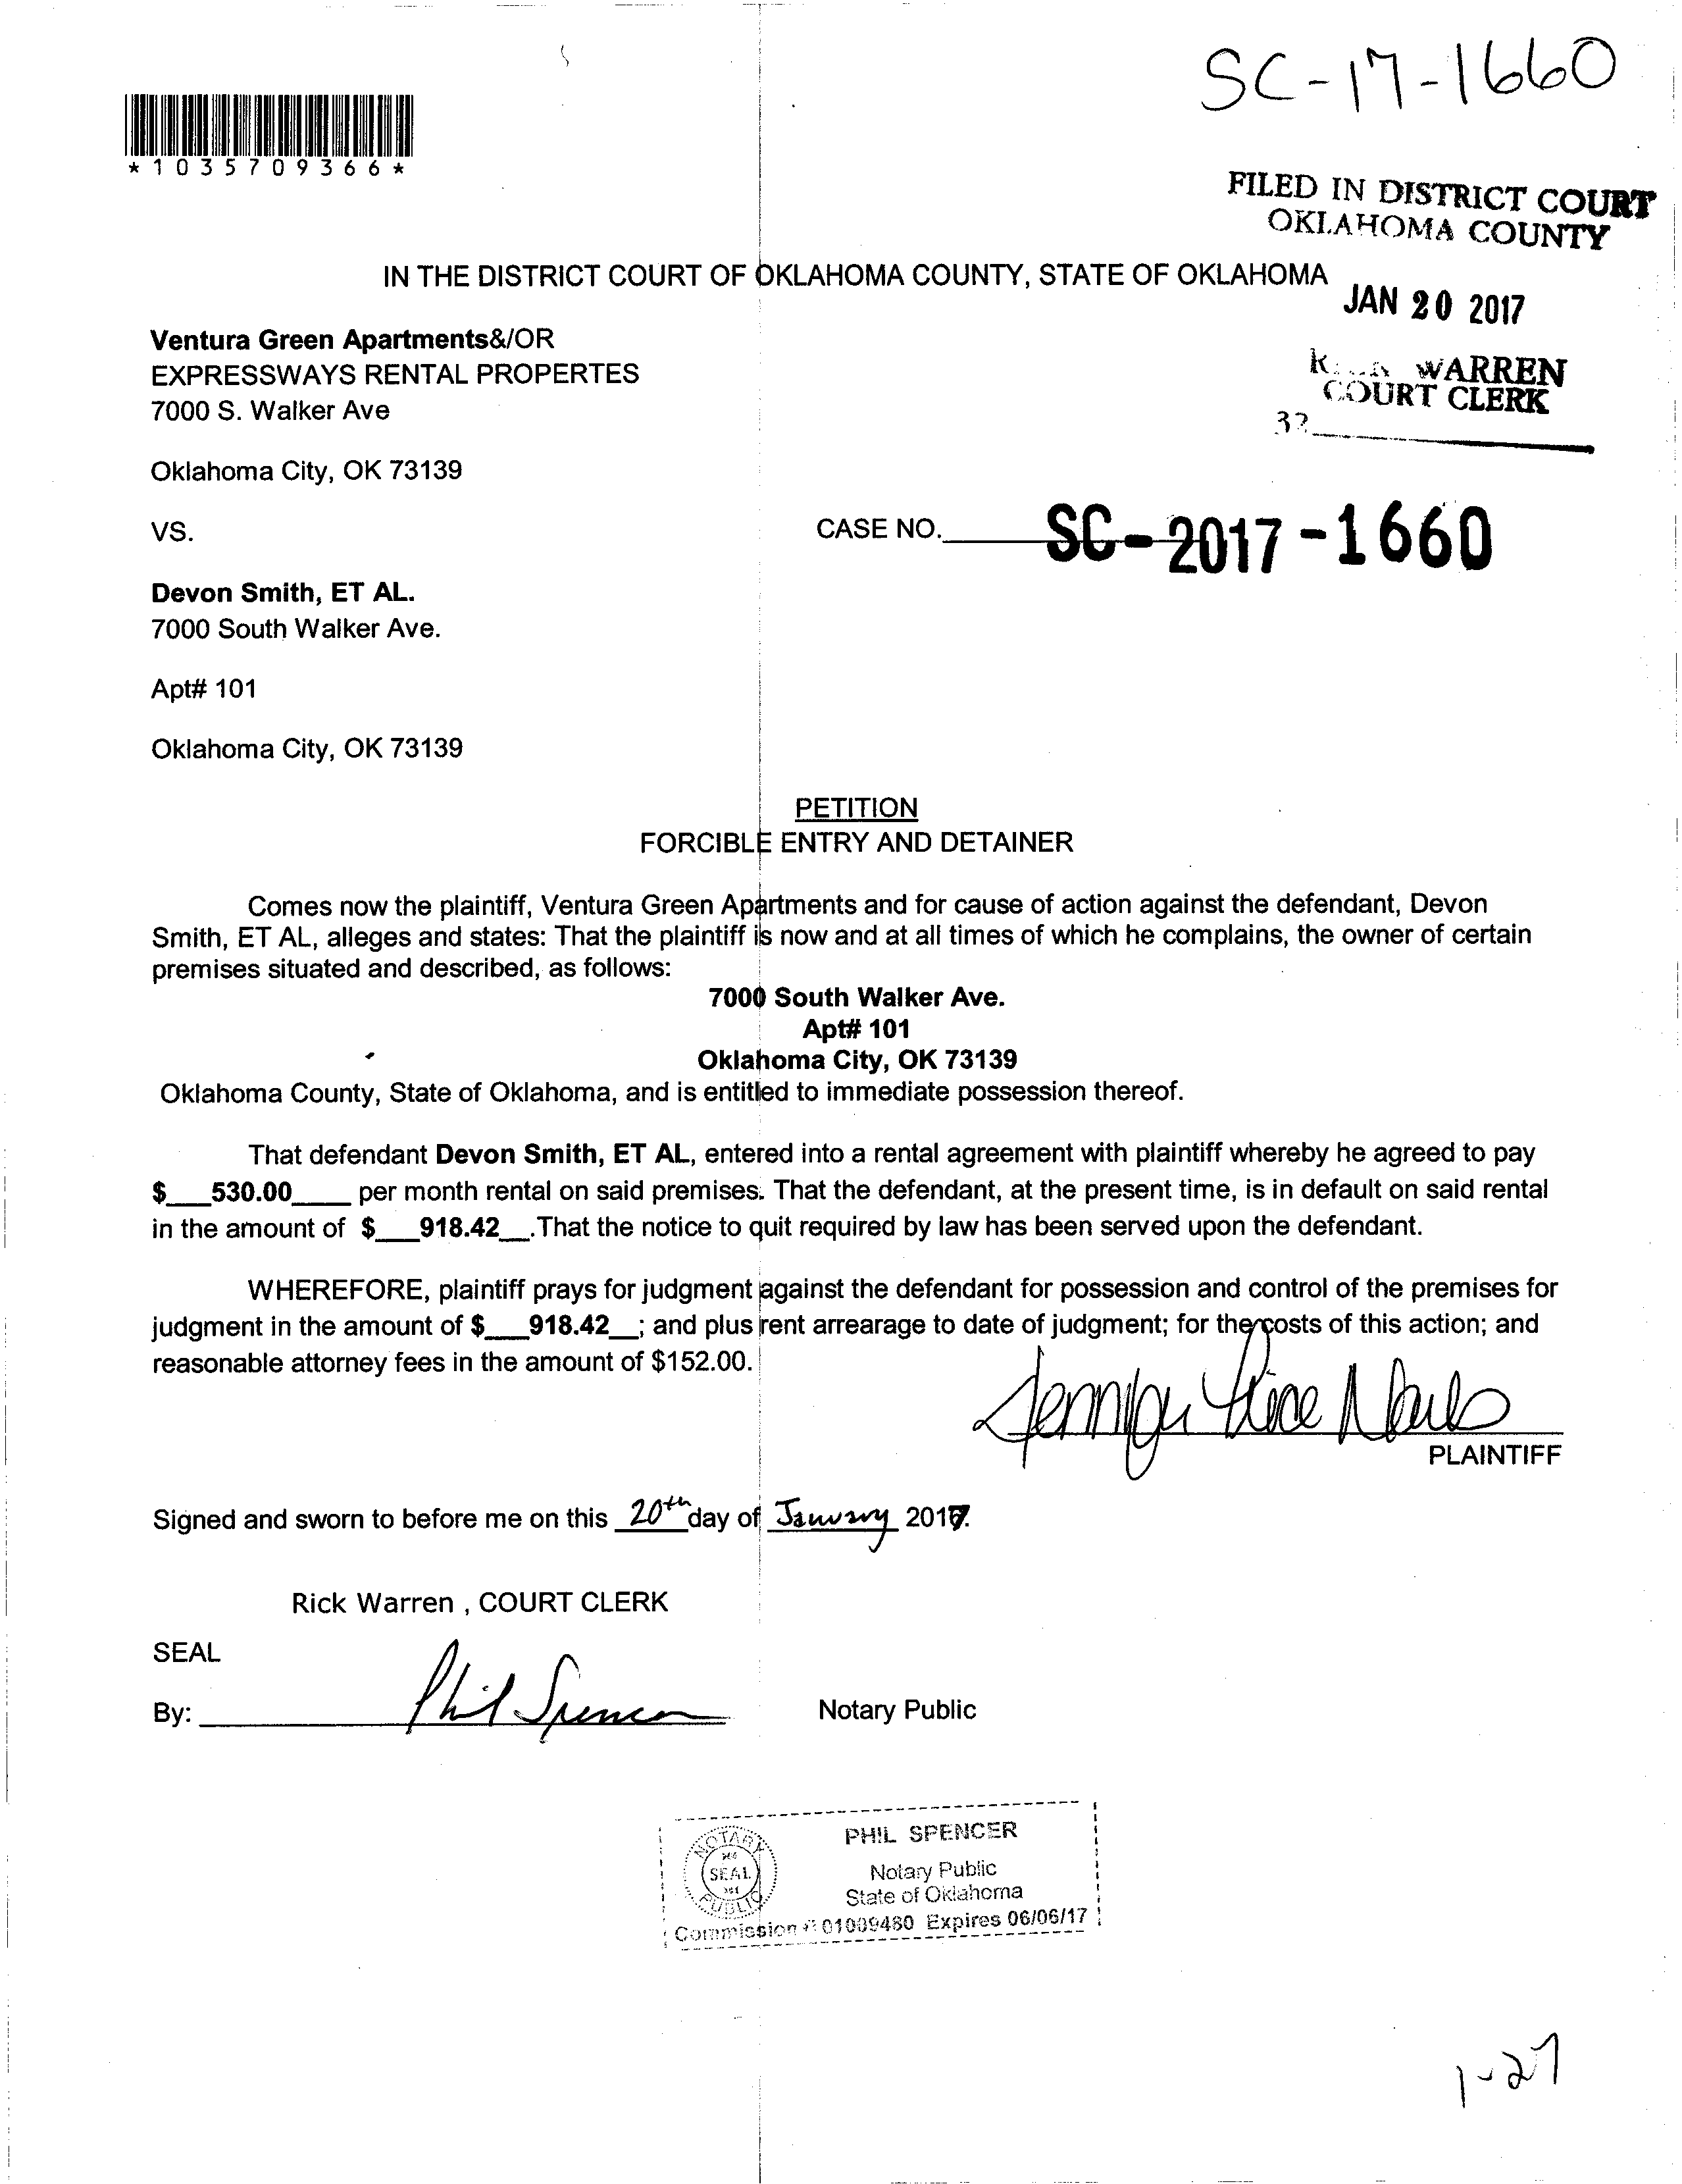 SC-17-1660
*1035709366*
FILED IN DISTRICT COURT
OKLAHOMA COUNTY
IN THE DISTRICT COURT OF OKLAHOMA COUNTY, STATE OF OKLAHOMA
JAN 20 2017
Ventura Green Apartments&/OR
EXPRESSWAYS RENTAL PROPERTES
7000 S. Walker Ave
WARREN
COURT CLERK
32
Oklahoma City, OK 73139
VS.
CASE NO. SC-2017-1660
Devon Smith, ET AL.
7000 South Walker Ave.
Apt# 101
Oklahoma City, OK 73139
PETITION
FORCIBLE ENTRY AND DETAINER
Comes now the plaintiff, Ventura Green Apartments and for cause of action against the defendant, Devon
Smith, ET AL, alleges and states: That the plaintiff is now and at all times of which he complains, the owner of certain
premises situated and described, as follows:
7000 South Walker Ave.
Apt# 101
Oklahoma City, OK 73139
Oklahoma County, State of Oklahoma, and is entitled to immediate possession thereof.
That defendant Devon Smith, ET AL, entered into a rental agreement with plaintiff whereby he agreed to pay
$___530.00____ per month rental on said premises. That the defendant, at the present time, is in default on said rental
in the amount of $___918.42__.That the notice to quit required by law has been served upon the defendant.
WHEREFORE, plaintiff prays for judgment against the defendant for possession and control of the premises for
judgment in the amount of $___918.42__; and plus rent arrearage to date of judgment; for the costs of this action; and
reasonable attorney fees in the amount of $152.00.
PLAINTIFF
Signed and sworn to before me on this 20th day of January 2017.
Rick Warren , COURT CLERK
SEAL
By: Phil Spencer Notary Public
NOTARY
SEAL
PUBLIC
PHIL SPENCER
Notary Public
State of Oklahoma
Commission # 01009480 Expires 06/06/17
1-27